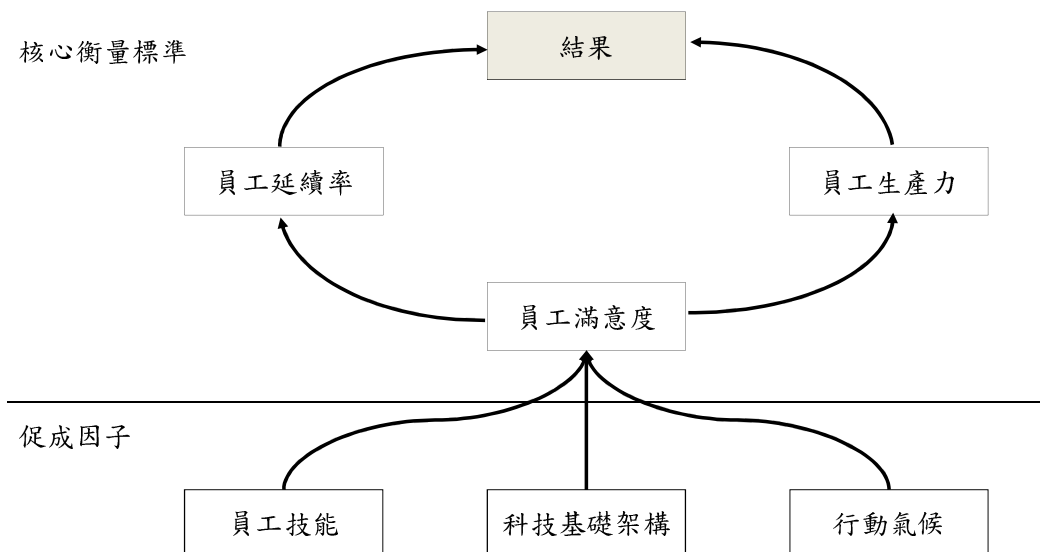 核心衡量標準
結果
員工延續率
員工生產力
員工滿意度
促成因子
員工技能
科技基礎架構
行動氣候